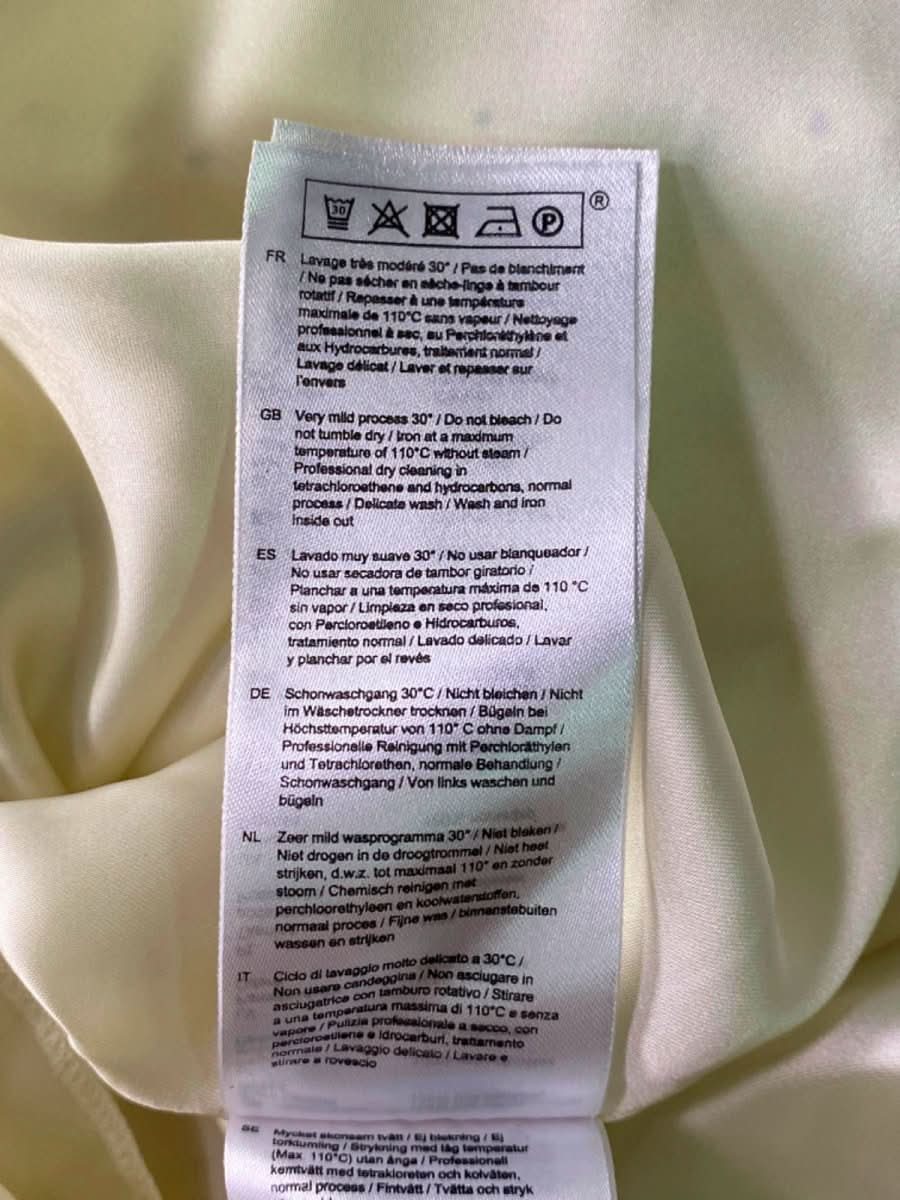 30 P ®
FR Lavage très modéré 30° / Pas de blanchiment
/ Ne pas sécher en sèche-linge à tambour
rotatif / Repasser à une température
maximale de 110°C sans vapeur / Nettoyage
professionnel à sec, au Perchloréthylène et
aux Hydrocarbures, traitement normal /
Lavage délicat / Laver et repasser sur
l'envers
GB Very mild process 30° / Do not bleach / Do
not tumble dry / Iron at a maximum
temperature of 110°C without steam /
Professional dry cleaning in
tetrachloroethene and hydrocarbons, normal
process / Delicate wash / Wash and iron
inside out
ES Lavado muy suave 30° / No usar blanqueador /
No usar secadora de tambor giratorio /
Planchar a una temperatura máxima de 110 °C
sin vapor / Limpieza en seco profesional,
con Percloroetileno e Hidrocarburos,
tratamiento normal / Lavado delicado / Lavar
y planchar por el revés
DE Schonwaschgang 30°C / Nicht bleichen / Nicht
im Wäschetrockner trocknen / Bügeln bei
Höchsttemperatur von 110° C ohne Dampf /
Professionelle Reinigung mit Perchloräthylen
und Tetrachlorethen, normale Behandlung /
Schonwaschgang / Von links waschen und
bügeln
NL Zeer mild wasprogramma 30° / Niet bleken /
Niet drogen in de droogtrommel / Niet heet
strijken, d.w.z. tot maximaal 110° en zonder
stoom / Chemisch reinigen met
perchloorethyleen en koolwaterstoffen,
normaal proces / Fijne was / binnenstebuiten
wassen en strijken
IT Ciclo di lavaggio molto delicato a 30°C /
Non usare candeggina / Non asciugare in
asciugatrice con tamburo rotativo / Stirare
a una temperatura massima di 110°C e senza
vapore / Pulizia professionale a secco, con
percloroetilene e idrocarburi, trattamento
normale / Lavaggio delicato / Lavare e
stirare a rovescio
SE Mycket skonsam tvätt / Ej blekning / Ej
torktumling / Strykning med låg temperatur
(Max. 110°C) utan ånga / Professionell
kemtvätt med tetrakloreten och kolväten,
normal process / Fintvätt / Tvätta och stryk